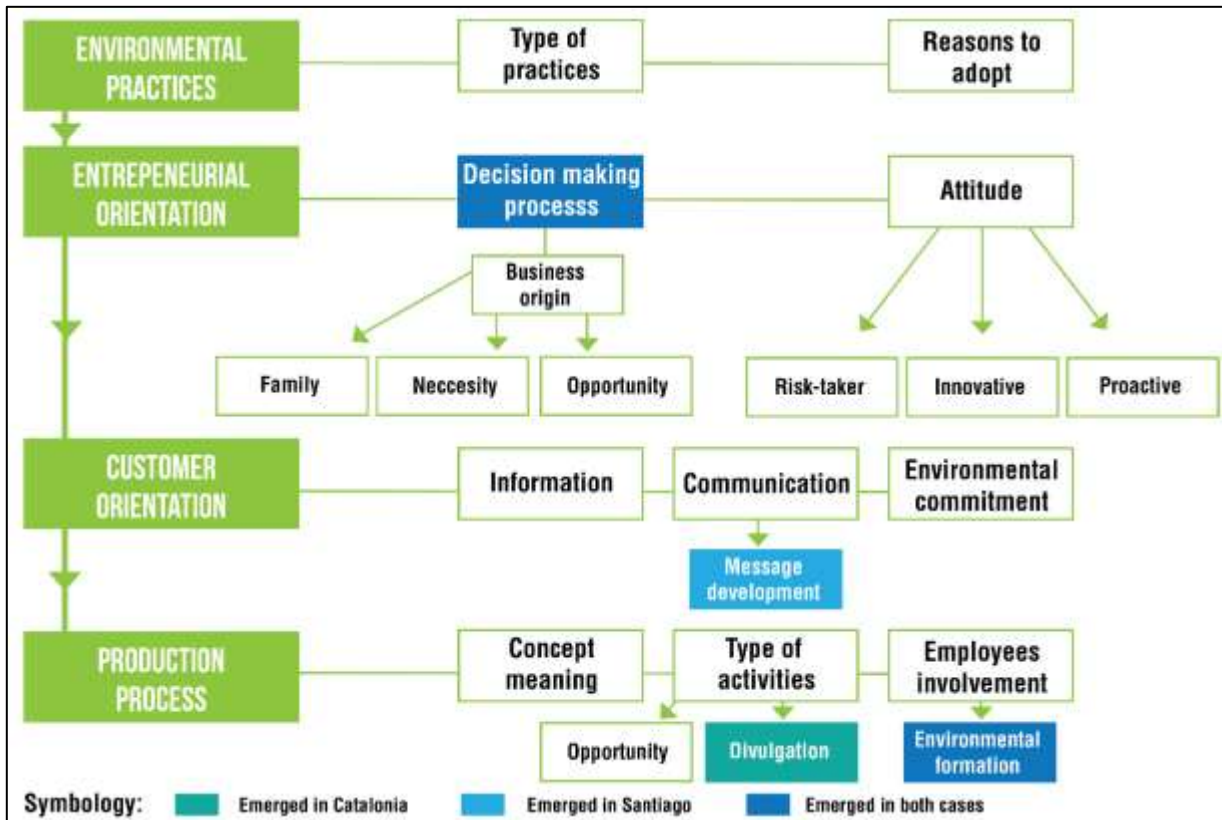 ENVIRONMENTAL
PRACTICES
Type of
practices
Reasons to
adopt
ENTREPENEURIAL
ORIENTATION
Decision making
processs
Attitude
Business
origin
Family
Neccesity
Opportunity
Risk-taker
Innovative
Proactive
CUSTOMER
ORIENTATION
Information
Communication
Environmental
commitment
Message
development
PRODUCTION
PROCESS
Concept
meaning
Type of
activities
Employees
involvement
Opportunity
Divulgation
Environmental
formation
Symbology:
Emerged in Catalonia
Emerged in Santiago
Emerged in both cases